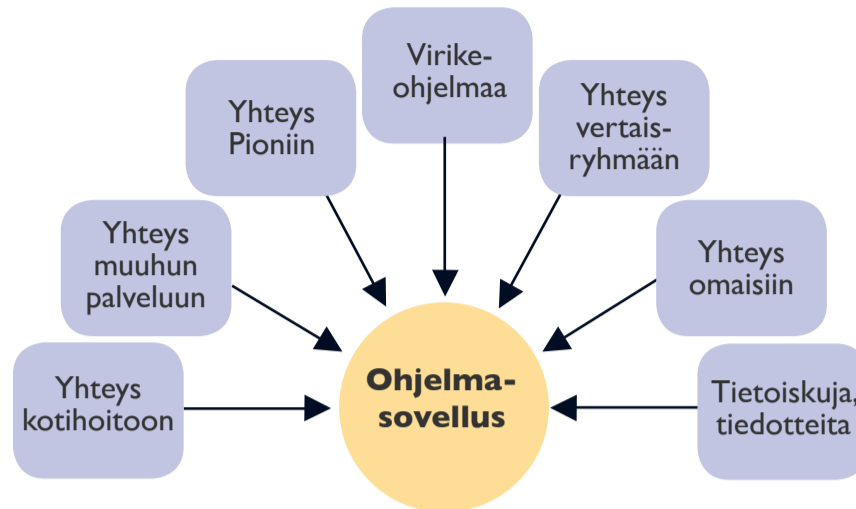 Virike-
ohjelmaa
Yhteys
Pioniin
Yhteys
vertais-
ryhmään
Yhteys
muuhun
palveluun
Yhteys
omaisiin
Yhteys
kotihoitoon
Ohjelma-
sovellus
Tietoiskuja,
tiedotteita